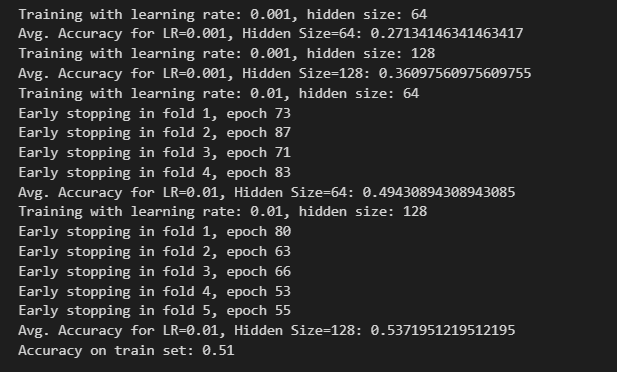 Training with learning rate: 0.001, hidden size: 64
Avg. Accuracy for LR=0.001, Hidden Size=64: 0.27134146341463417
Training with learning rate: 0.001, hidden size: 128
Avg. Accuracy for LR=0.001, Hidden Size=128: 0.36097560975609755
Training with learning rate: 0.01, hidden size: 64
Early stopping in fold 1, epoch 73
Early stopping in fold 2, epoch 87
Early stopping in fold 3, epoch 71
Early stopping in fold 4, epoch 83
Avg. Accuracy for LR=0.01, Hidden Size=64: 0.49430894308943085
Training with learning rate: 0.01, hidden size: 128
Early stopping in fold 1, epoch 80
Early stopping in fold 2, epoch 63
Early stopping in fold 3, epoch 66
Early stopping in fold 4, epoch 53
Early stopping in fold 5, epoch 55
Avg. Accuracy for LR=0.01, Hidden Size=128: 0.5371951219512195
Accuracy on train set: 0.51